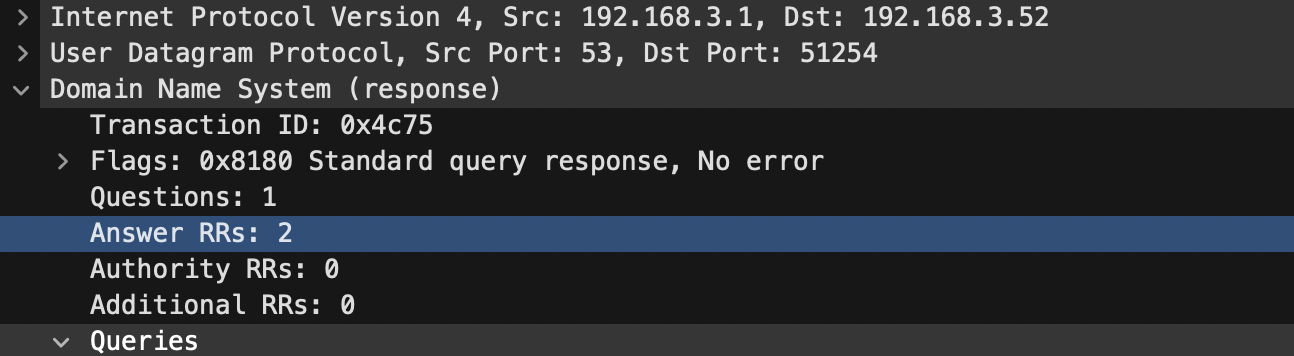 Internet Protocol Version 4, Src: 192.168.3.1, Dst: 192.168.3.52
User Datagram Protocol, Src Port: 53, Dst Port: 51254
Domain Name System (response)
Transaction ID: 0x4c75
Flags: 0x8180 Standard query response, No error
Questions: 1
Answer RRs: 2
Authority RRs: 0
Additional RRs: 0
Queries